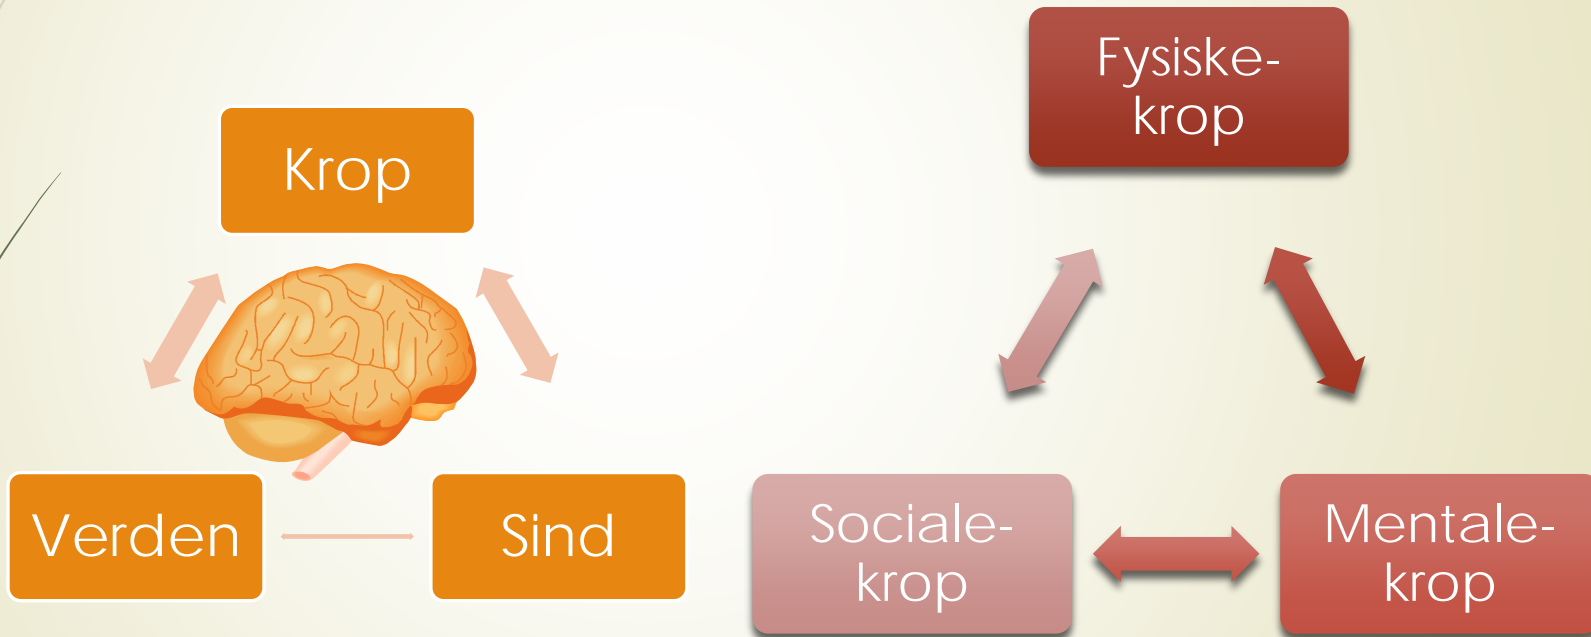 Krop
Verden
Sind
Fysiske-
krop
Sociale-
krop
Mentale-
krop